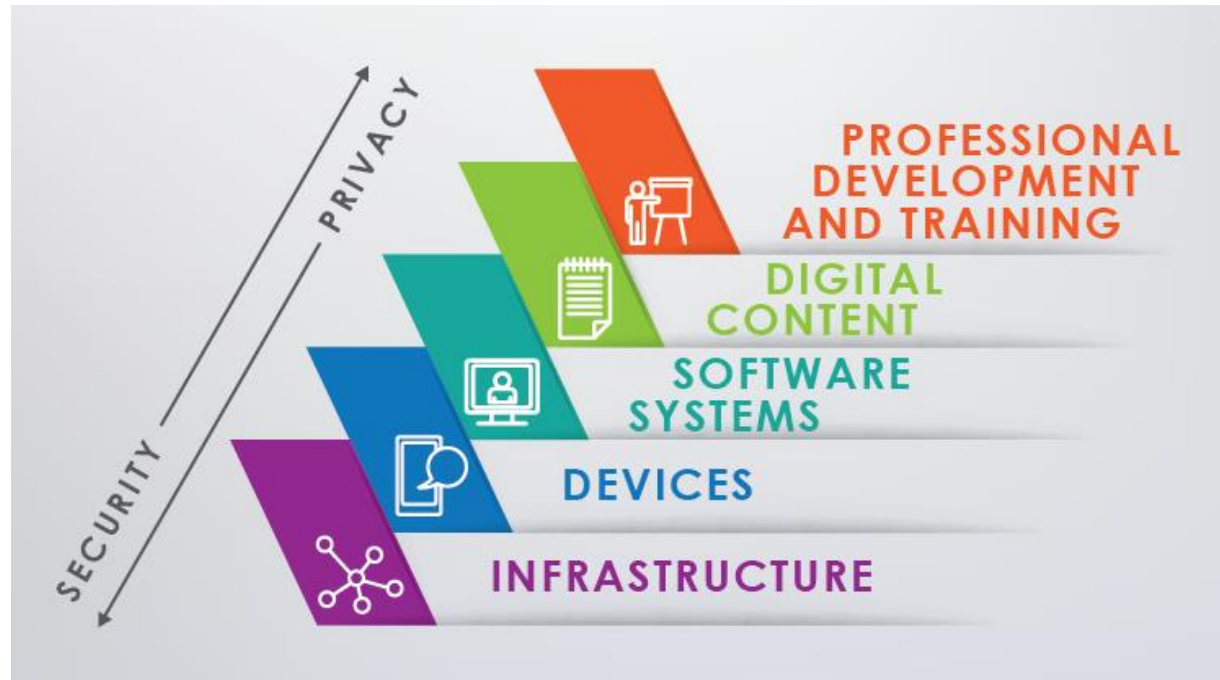 PRIVACY
SECURITY
PROFESSIONAL
DEVELOPMENT
AND TRAINING
DIGITAL
CONTENT
SOFTWARE
SYSTEMS
DEVICES
INFRASTRUCTURE